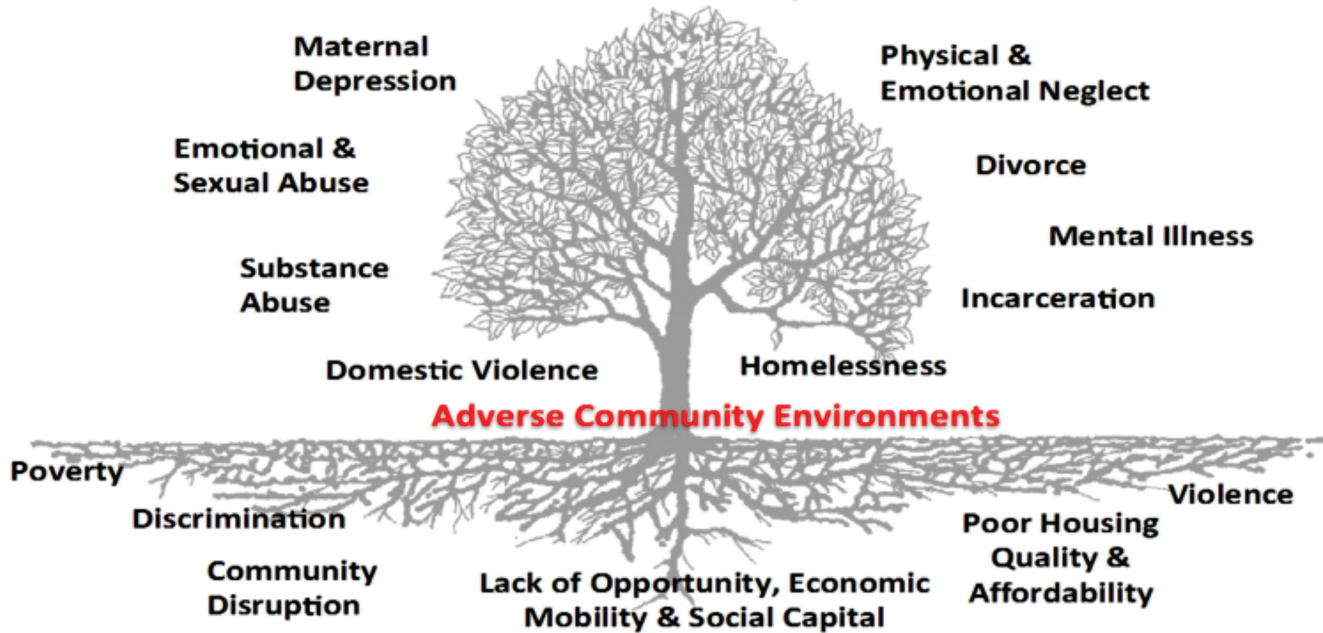 Maternal
Depression
Physical &
Emotional Neglect
Emotional &
Sexual Abuse
Divorce
Mental Illness
Substance
Abuse
Incarceration
Domestic Violence
Homelessness
Adverse Community Environments
Poverty
Violence
Discrimination
Poor Housing
Quality &
Affordability
Community
Disruption
Lack of Opportunity, Economic
Mobility & Social Capital